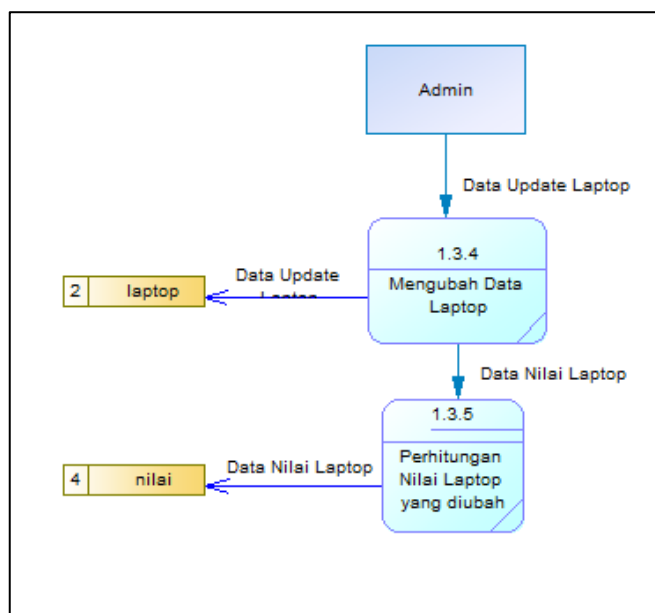 Admin
Data Update Laptop
1.3.4
Mengubah Data
Laptop
Data Update
2 laptop
Data Nilai Laptop
1.3.5
Perhitungan
Nilai Laptop
yang diubah
Data Nilai Laptop
4 nilai